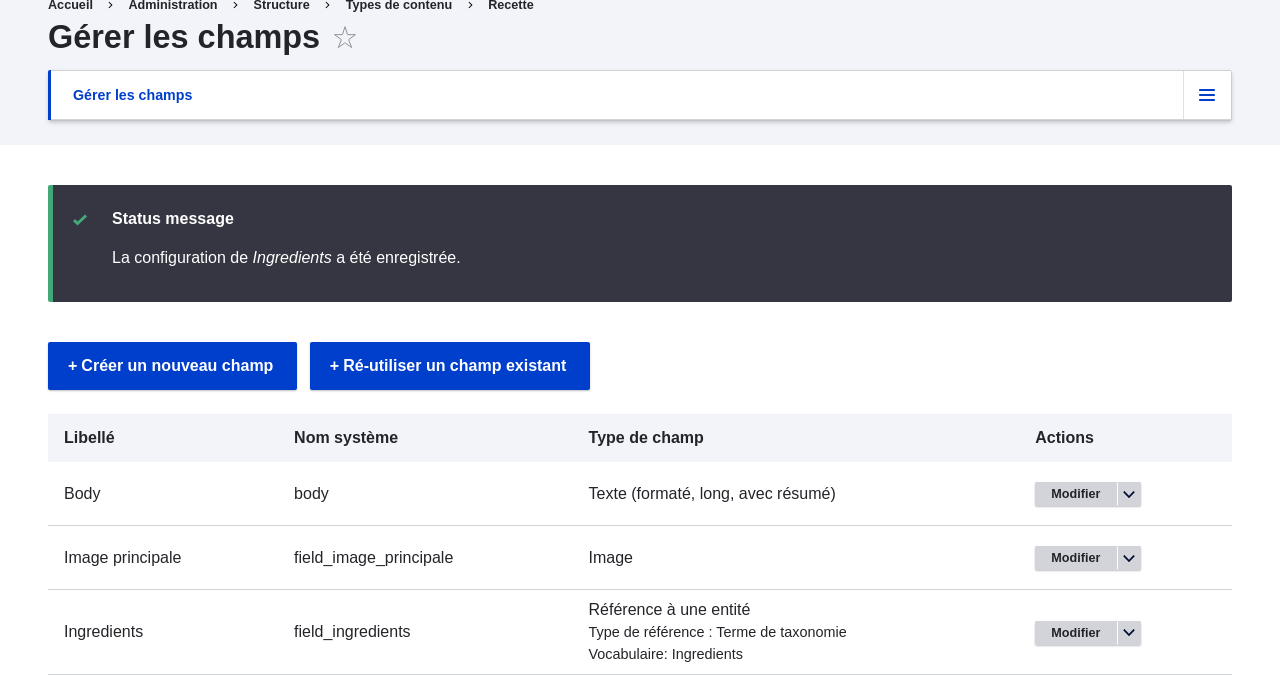 Accueil > Administration > Structure > Types de contenu > Recette
Gérer les champs
Gérer les champs
Status message
La configuration de Ingredients a été enregistrée.
+ Créer un nouveau champ + Ré-utiliser un champ existant
Libellé Nom système Type de champ Actions
Body body Texte (formaté, long, avec résumé) Modifier
Image principale field_image_principale Image Modifier
Ingredients field_ingredients Référence à une entité Modifier
Type de référence : Terme de taxonomie
Vocabulaire: Ingredients